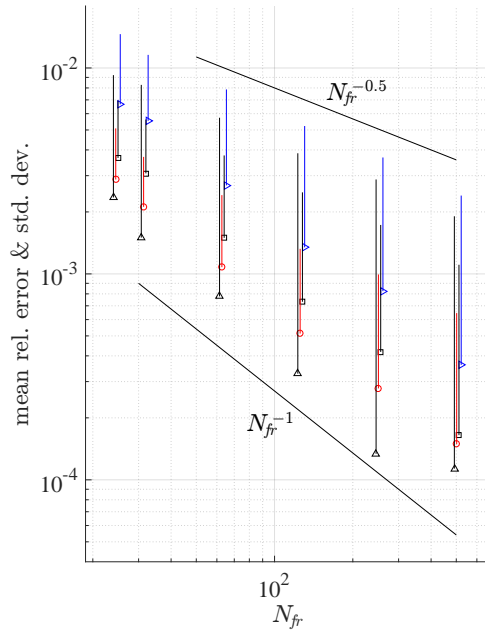 10^-2
N_fr^-0.5
10^-3
mean rel. error & std. dev.
N_fr^-1
10^-4
10^2
N_fr